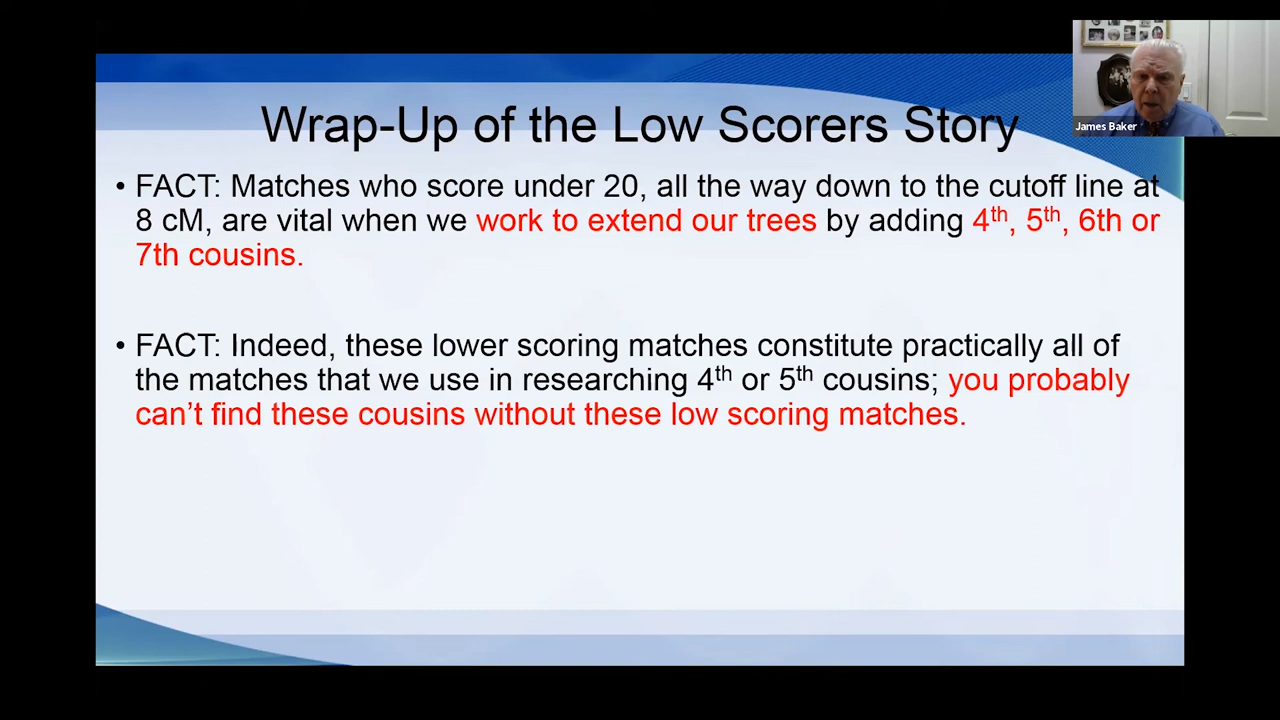 Wrap-Up of the Low Scorers Story
James Baker
• FACT: Matches who score under 20, all the way down to the cutoff line at
8 cM, are vital when we work to extend our trees by adding 4th, 5th, 6th or
7th cousins.
• FACT: Indeed, these lower scoring matches constitute practically all of
the matches that we use in researching 4th or 5th cousins; you probably
can’t find these cousins without these low scoring matches.